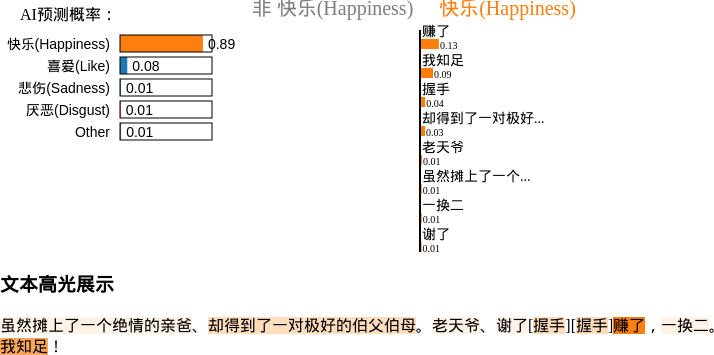 AI预测概率：
快乐(Happiness) 0.89
喜爱(Like) 0.08
悲伤(Sadness) 0.01
厌恶(Disgust) 0.01
Other 0.01
非 快乐(Happiness) 快乐(Happiness)
赚了
0.13
我知足
0.09
握手
0.04
却得到了一对极好...
0.03
老天爷
0.01
虽然摊上了一个...
0.01
一换二
0.01
谢了
0.01
文本高光展示
虽然摊上了一个绝情的亲爸、却得到了一对极好的伯父伯母。老天爷、谢了[握手][握手]赚了，一换二。
我知足！